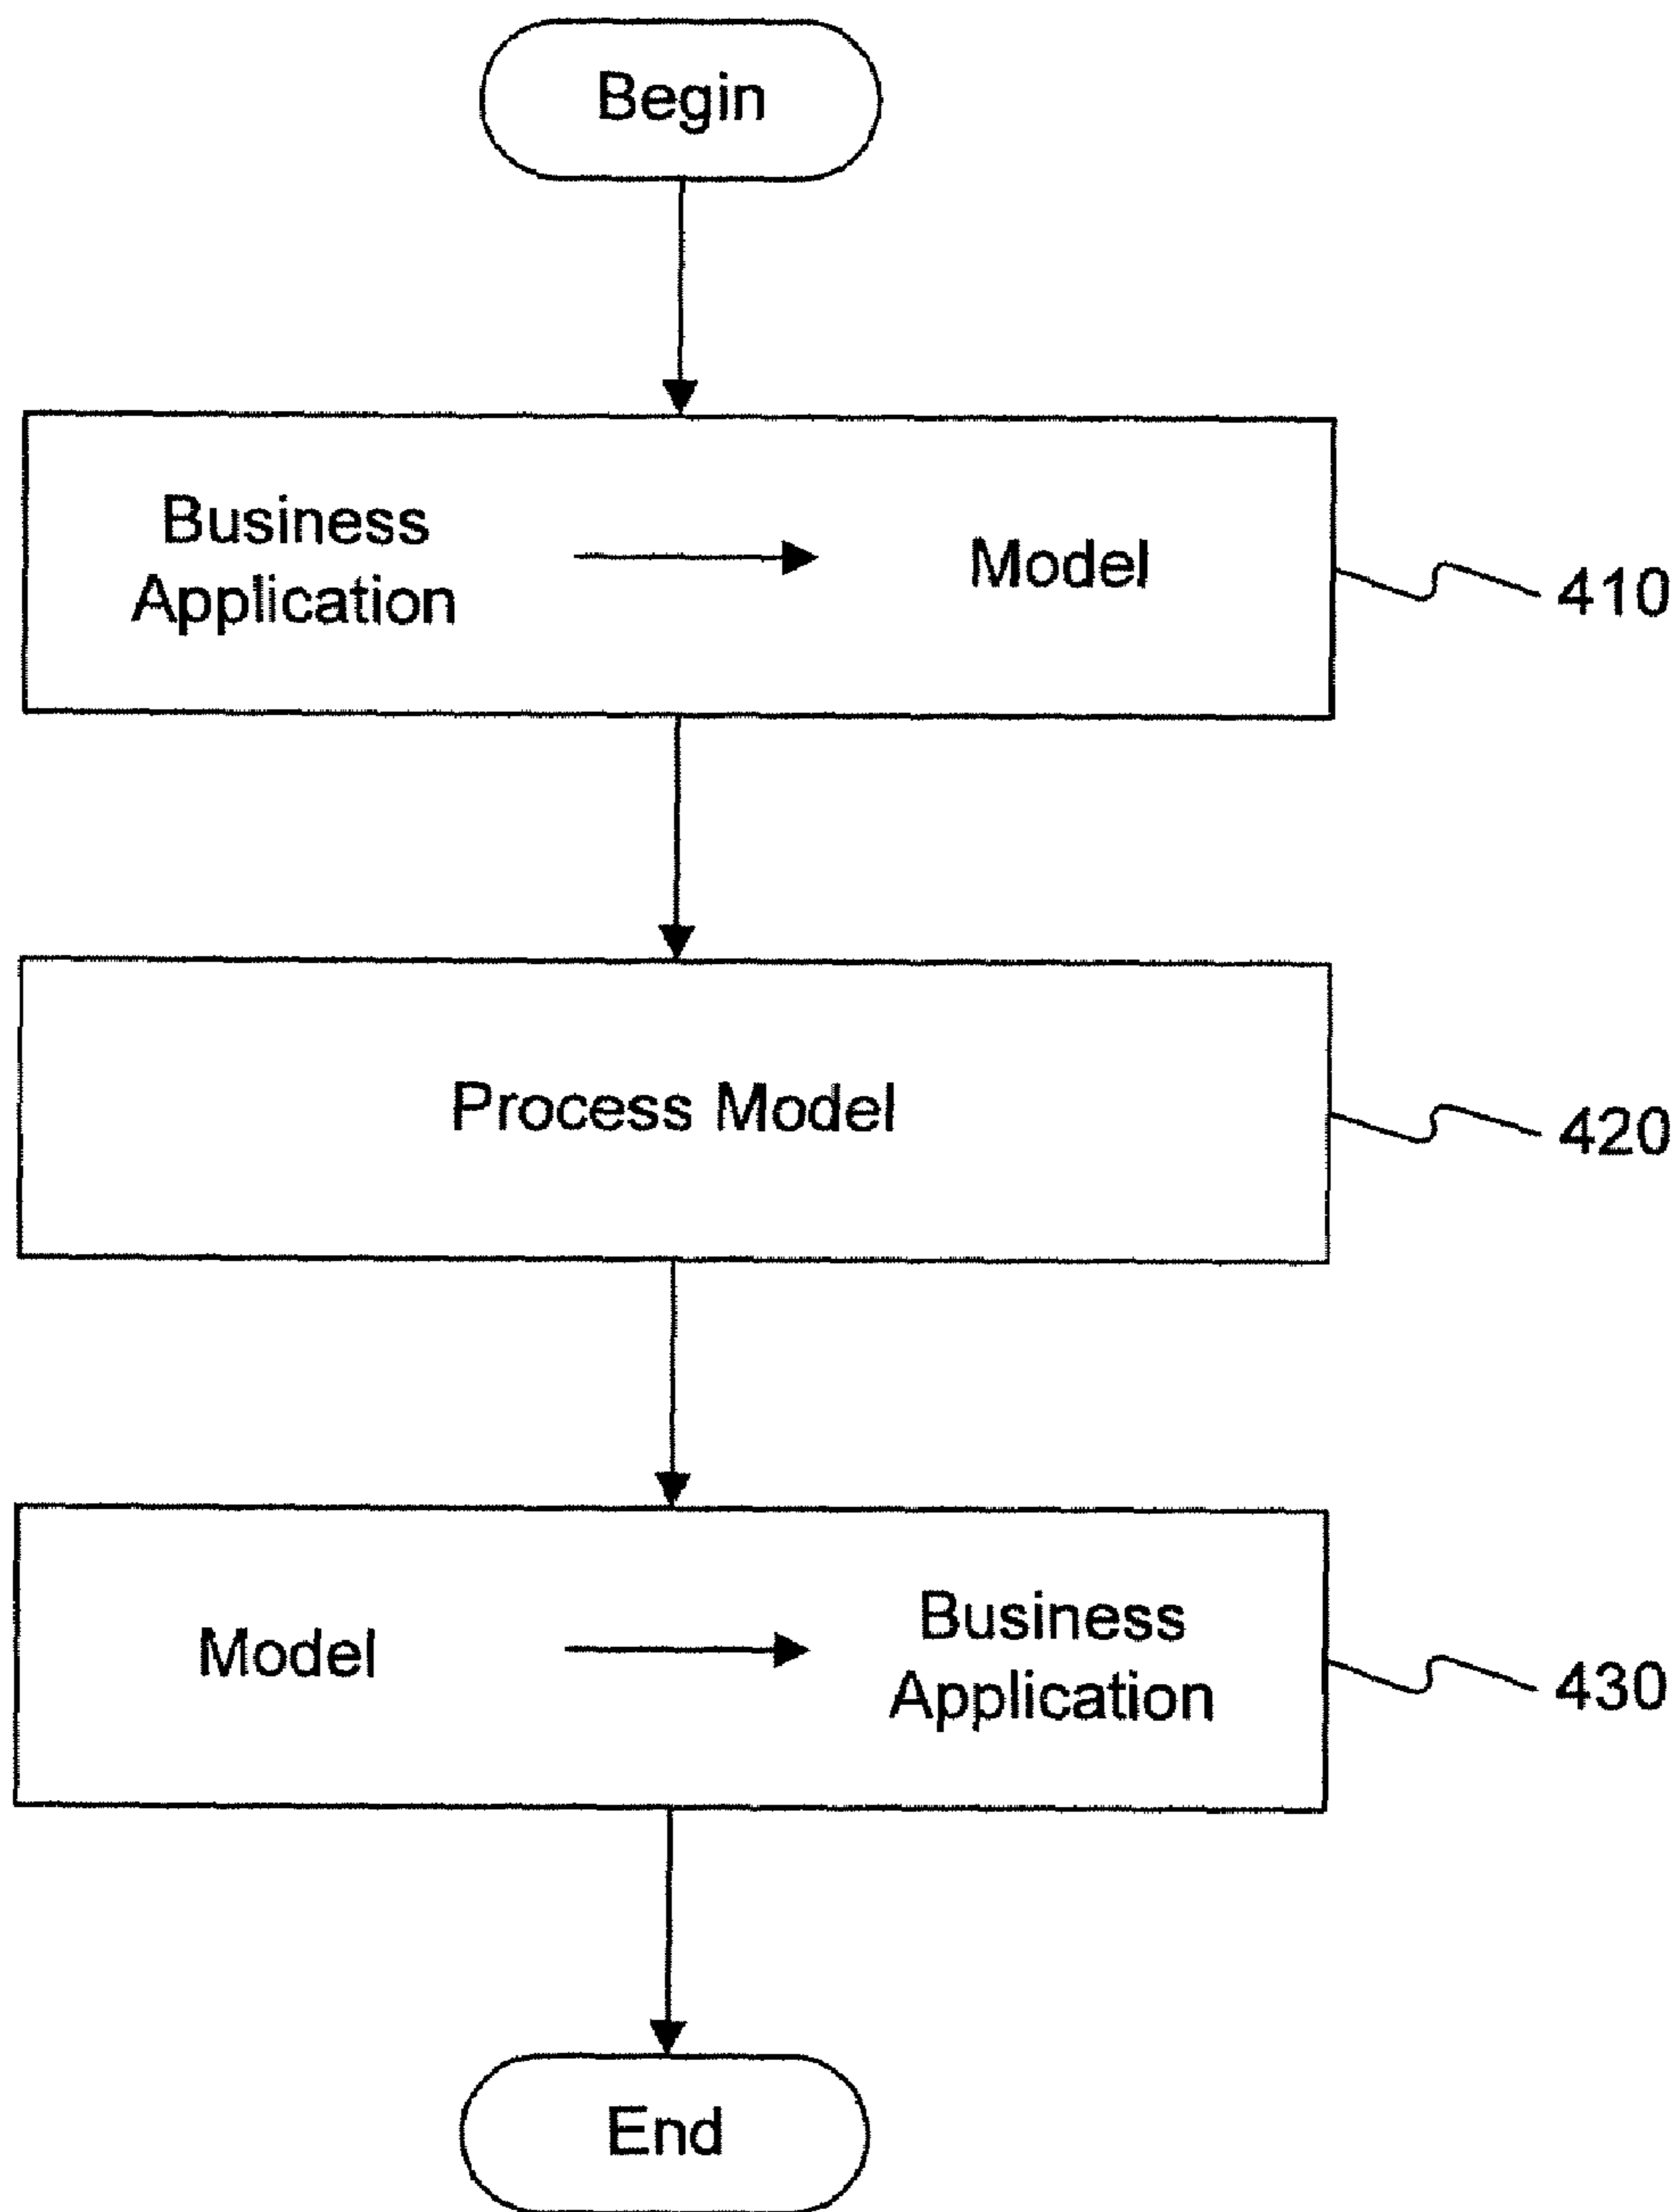 Begin
Business
Application
Model
410
Process Model
420
Model
Business
Application
430
End